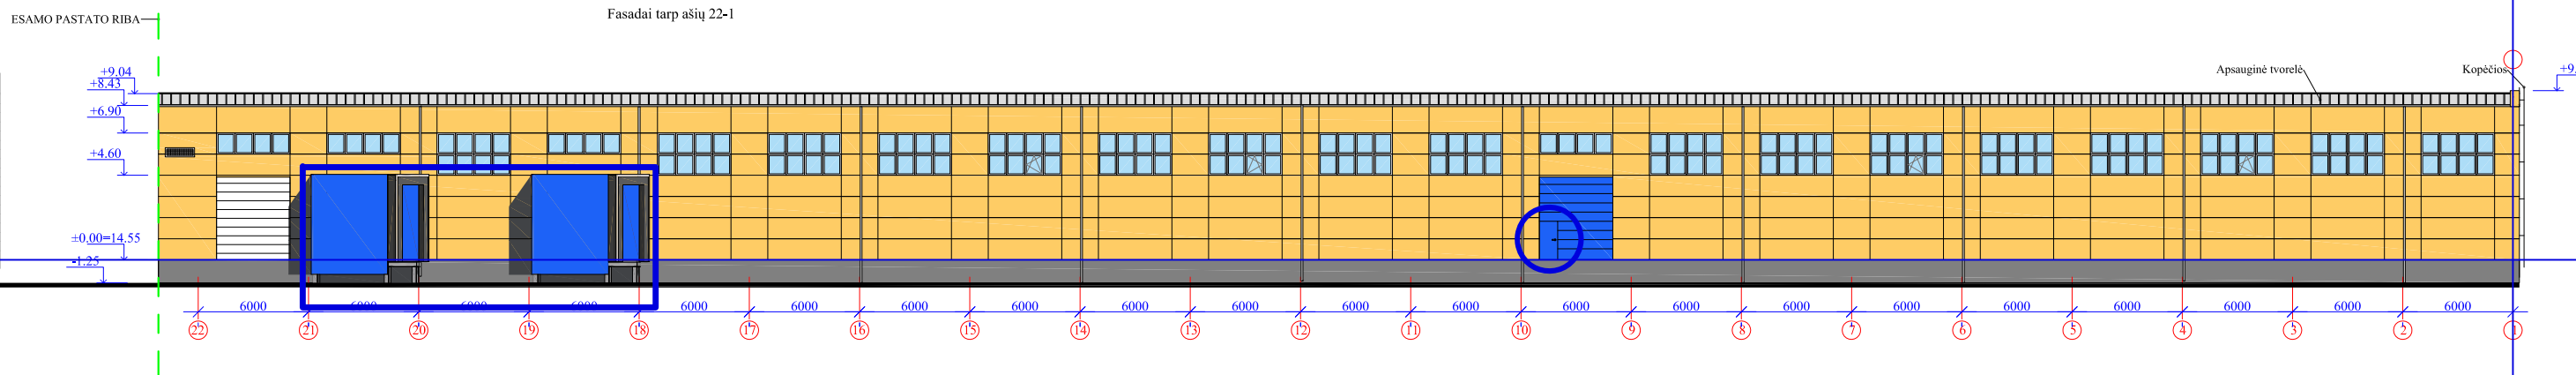 Fasadai tarp ašių 22-1
ESAMO PASTATO RIBA
+9.04
+8.43
+6.90
+4.60
±0,00=14.55
-1.25
Apsauginė tvorelė
Kopėčios
+9.
6000 6000 6000 6000 6000 6000 6000 6000 6000 6000 6000 6000 6000 6000 6000 6000 6000 6000 6000 6000 6000
22 21 20 19 18 17 16 15 14 13 12 11 10 9 8 7 6 5 4 3 2 1